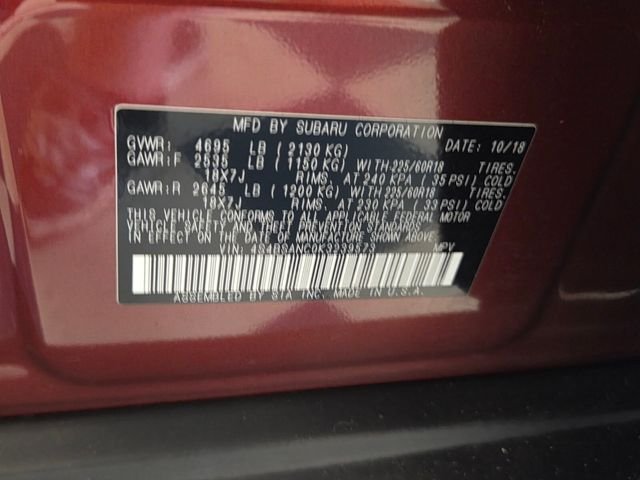 MFD BY SUBARU CORPORATION
GVWR: 4695 LB (2130 KG) DATE: 10/18
GAWR:F 2535 LB (1150 KG) WITH 225/60R18 TIRES.
18X7J RIMS, AT 240 KPA (35 PSI) COLD
GAWR:R 2645 LB (1200 KG) WITH 225/60R18 TIRES.
18X7J RIMS, AT 230 KPA (33 PSI) COLD
THIS VEHICLE CONFORMS TO ALL APPLICABLE FEDERAL MOTOR
VEHICLE SAFETY AND THEFT PREVENTION STANDARDS
IN EFFECT ON THE DATE OF MANUFACTURE SHOWN ABOVE.
VIN: MPV
ASSEMBLED BY SIA INC. MADE IN U.S.A.